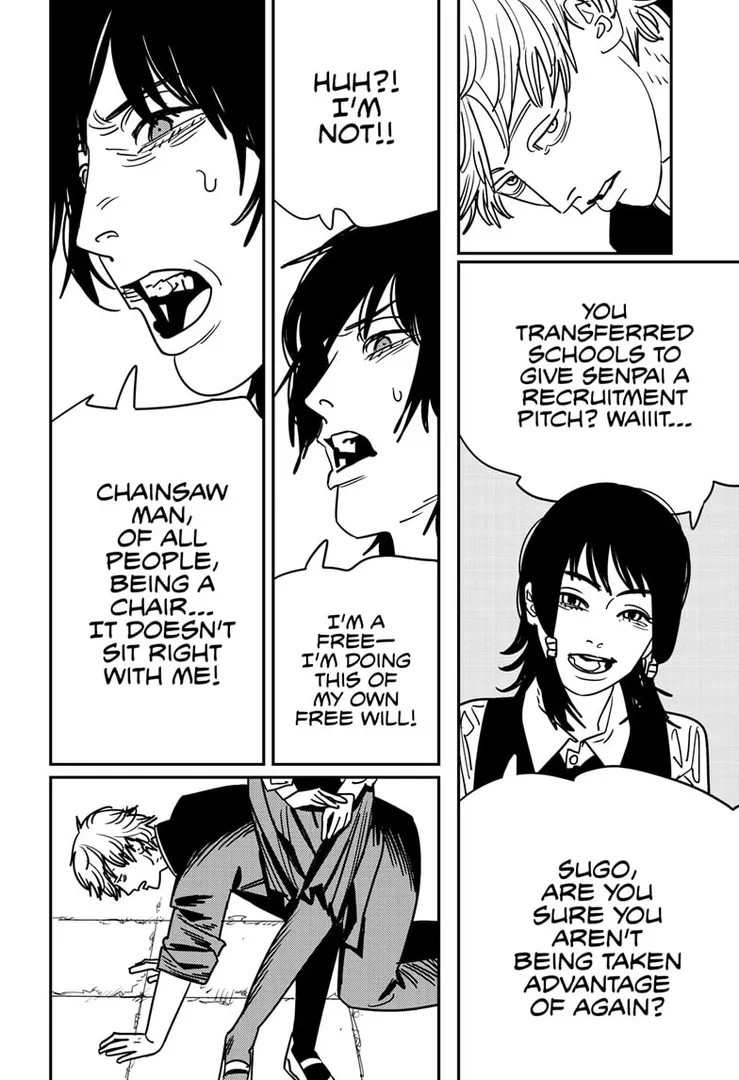 YOU
TRANSFERRED
SCHOOLS TO
GIVE SENPAI A
RECRUITMENT
PITCH? WAIIIT...
SUGO,
ARE YOU
SURE YOU
AREN'T
BEING TAKEN
ADVANTAGE
OF AGAIN?
HUH?!
I'M
NOT!!
I'M A
FREE—
I'M DOING
THIS OF
MY OWN
FREE WILL!
CHAINSAW
MAN,
OF ALL
PEOPLE,
BEING A
CHAIR...
IT DOESN'T
SIT RIGHT
WITH ME!